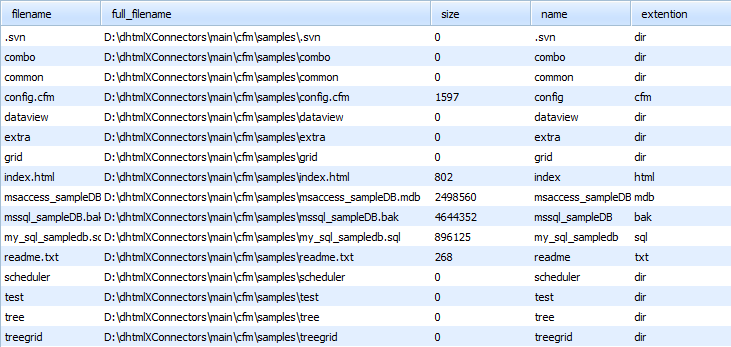 filename full_filename size name extention
.svn D:\dhtmlXConnectors\main\cfm\samples\.svn 0 .svn dir
combo D:\dhtmlXConnectors\main\cfm\samples\combo 0 combo dir
common D:\dhtmlXConnectors\main\cfm\samples\common 0 common dir
config.cfm D:\dhtmlXConnectors\main\cfm\samples\config.cfm 1597 config cfm
dataview D:\dhtmlXConnectors\main\cfm\samples\dataview 0 dataview dir
extra D:\dhtmlXConnectors\main\cfm\samples\extra 0 extra dir
grid D:\dhtmlXConnectors\main\cfm\samples\grid 0 grid dir
index.html D:\dhtmlXConnectors\main\cfm\samples\index.html 802 index html
msaccess_sampleDB D:\dhtmlXConnectors\main\cfm\samples\msaccess_sampleDB.mdb 2498560 msaccess_sampleDB mdb
mssql_sampleDB.bak D:\dhtmlXConnectors\main\cfm\samples\mssql_sampleDB.bak 4644352 mssql_sampleDB bak
my_sql_sampledb.sq D:\dhtmlXConnectors\main\cfm\samples\my_sql_sampledb.sql 896125 my_sql_sampledb sql
readme.txt D:\dhtmlXConnectors\main\cfm\samples\readme.txt 268 readme txt
scheduler D:\dhtmlXConnectors\main\cfm\samples\scheduler 0 scheduler dir
test D:\dhtmlXConnectors\main\cfm\samples\test 0 test dir
tree D:\dhtmlXConnectors\main\cfm\samples\tree 0 tree dir
treegrid D:\dhtmlXConnectors\main\cfm\samples\treegrid 0 treegrid dir